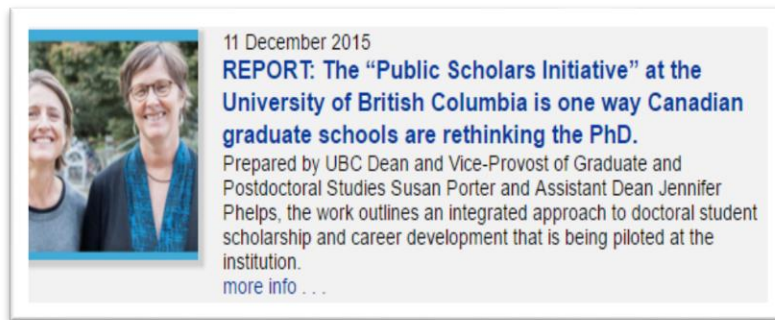 11 December 2015
REPORT: The “Public Scholars Initiative” at the
University of British Columbia is one way Canadian
graduate schools are rethinking the PhD.
Prepared by UBC Dean and Vice-Provost of Graduate and
Postdoctoral Studies Susan Porter and Assistant Dean Jennifer
Phelps, the work outlines an integrated approach to doctoral student
scholarship and career development that is being piloted at the
institution.
more info . . .